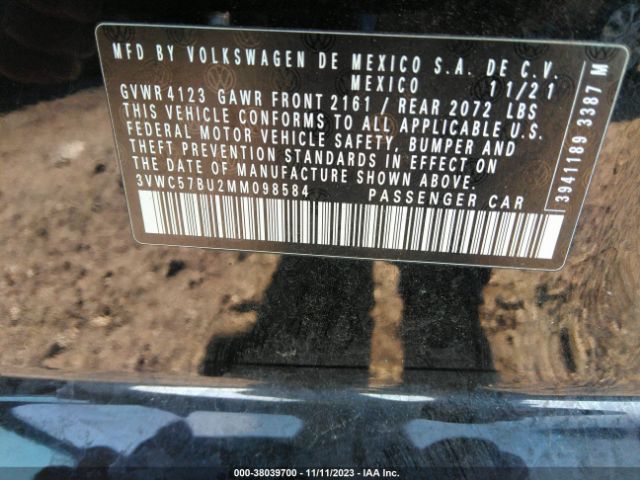 MFD BY VOLKSWAGEN DE MEXICO S.A. DE C.V.
MEXICO 11/21
GVWR 4123 GAWR FRONT 2161 / REAR 2072 LBS
THIS VEHICLE CONFORMS TO ALL APPLICABLE U.S.
FEDERAL MOTOR VEHICLE SAFETY, BUMPER AND
THEFT PREVENTION STANDARDS IN EFFECT ON
THE DATE OF MANUFACTURE SHOWN ABOVE.
3VWC57BU2MM098584 PASSENGER CAR
3941189 3387 M
000-38039700 - 11/11/2023 - IAA Inc.